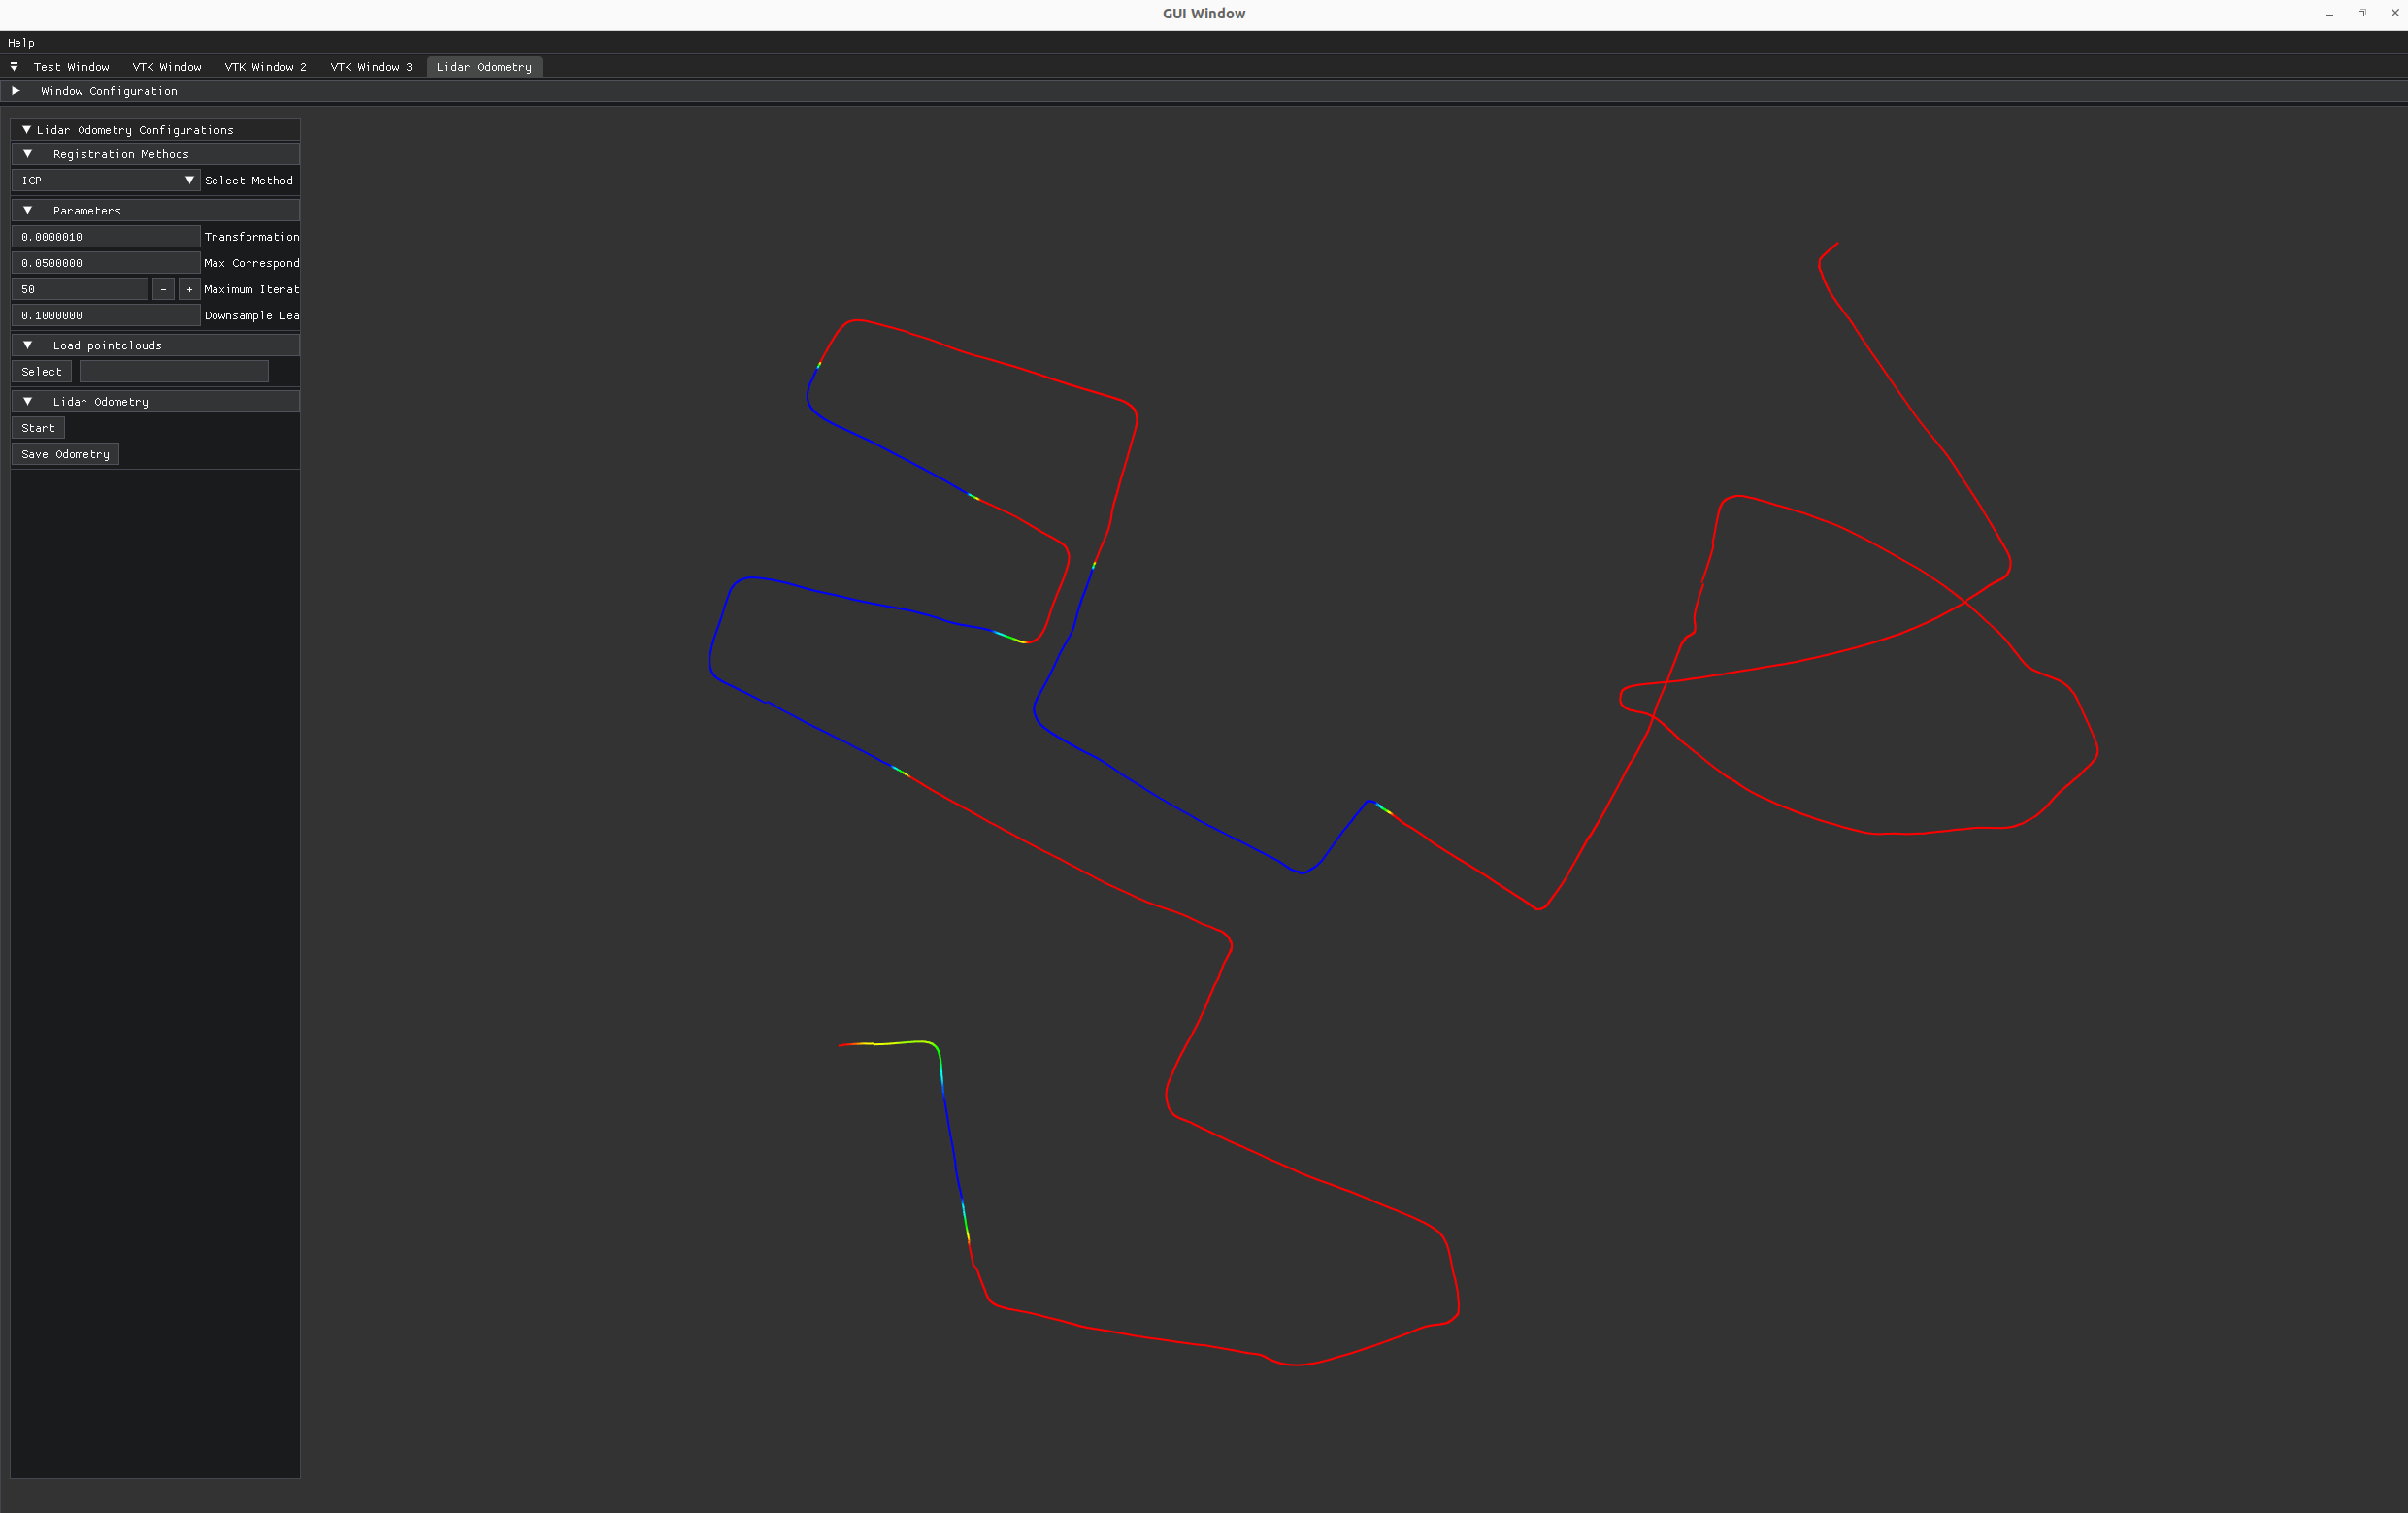 GUI Window
Help
Test Window VTK Window VTK Window 2 VTK Window 3 Lidar Odometry
Window Configuration
Lidar Odometry Configurations
Registration Methods
ICP Select Method
Parameters
0.0000010 Transformation
0.0500000 Max Correspond
50 - + Maximum Iterat
0.1000000 Downsample Lea
Load pointclouds
Select
Lidar Odometry
Start
Save Odometry